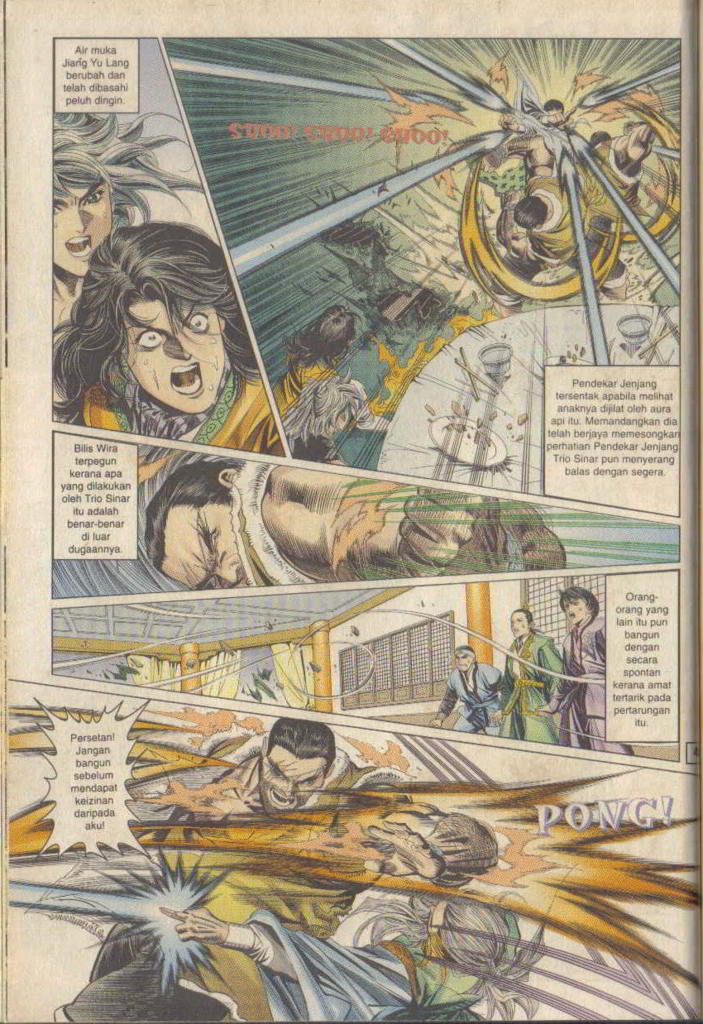 Air muka
Jiang Yu Lang
berubah dan
telah dibasahi
peluh dingin.
Pendekar Jenjang
tersentak apabila melihat
anaknya dijilat oleh aura
api itu. Memandangkan dia
telah berjaya memesongkan
perhatian Pendekar Jenjang
Trio Sinar pun menyerang
balas dengan segera.
Bilis Wira
terpegun
kerana apa
yang dilakukan
oleh Trio Sinar
itu adalah
benar-benar
di luar
dugaannya.
Orang-
orang yang
lain itu pun
bangun
dengan
secara
spontan
kerana amat
tertarik pada
pertarungan
itu.
Persetan!
Jangan
bangun
sebelum
mendapat
keizinan
daripada
aku!
PONG!